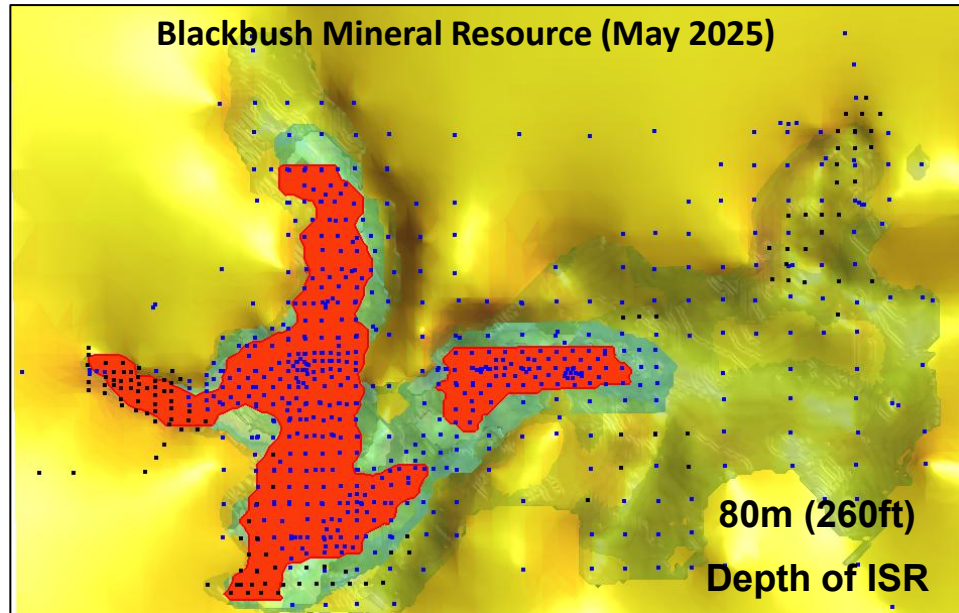 Blackbush Mineral Resource (May 2025)
80m (260ft)
Depth of ISR